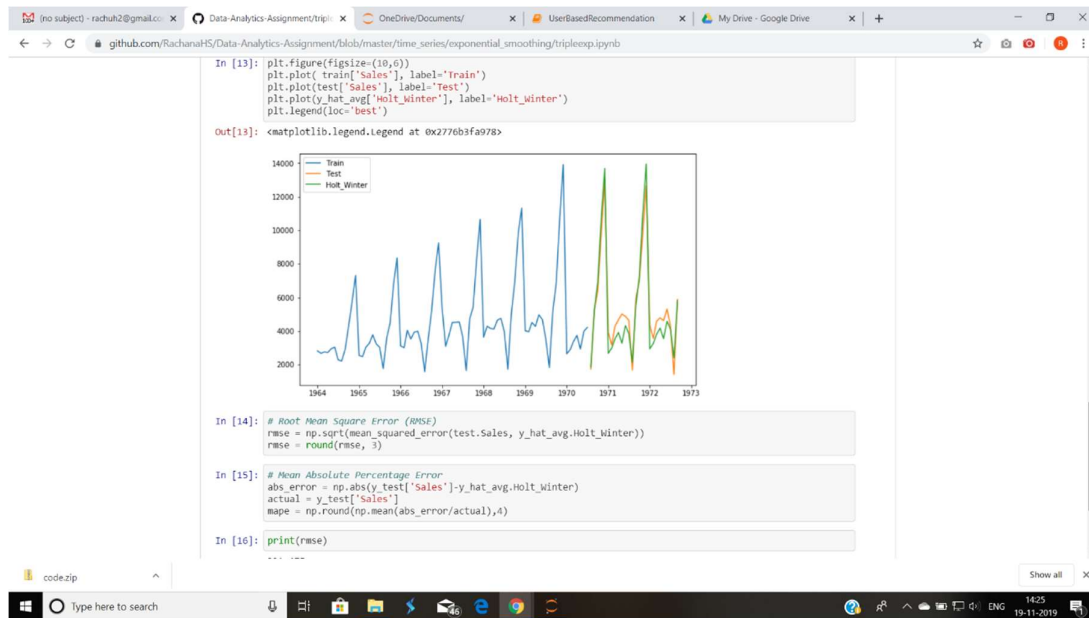 (no subject) - rachuh2@gmail.co
Data-Analytics-Assignment/triple
OneDrive/Documents/
UserBasedRecommendation
My Drive - Google Drive
github.com/RachanaHS/Data-Analytics-Assignment/blob/master/time_series/exponential_smoothing/tripleexp.ipynb
R
In [13]: plt.figure(figsize=(10,6))
plt.plot( train['Sales'], label='Train')
plt.plot(test['Sales'], label='Test')
plt.plot(y_hat_avg['Holt_Winter'], label='Holt_Winter')
plt.legend(loc='best')
Out[13]: <matplotlib.legend.Legend at 0x2776b3fa978>
Train
Test
Holt_Winter
14000
12000
10000
8000
6000
4000
2000
1964 1965 1966 1967 1968 1969 1970 1971 1972 1973
In [14]: # Root Mean Square Error (RMSE)
rmse = np.sqrt(mean_squared_error(test.Sales, y_hat_avg.Holt_Winter))
rmse = round(rmse, 3)
In [15]: # Mean Absolute Percentage Error
abs_error = np.abs(y_test['Sales']-y_hat_avg.Holt_Winter)
actual = y_test['Sales']
mape = np.round(np.mean(abs_error/actual),4)
In [16]: print(rmse)
code.zip
Show all
Type here to search
46
ENG
14:25
19-11-2019